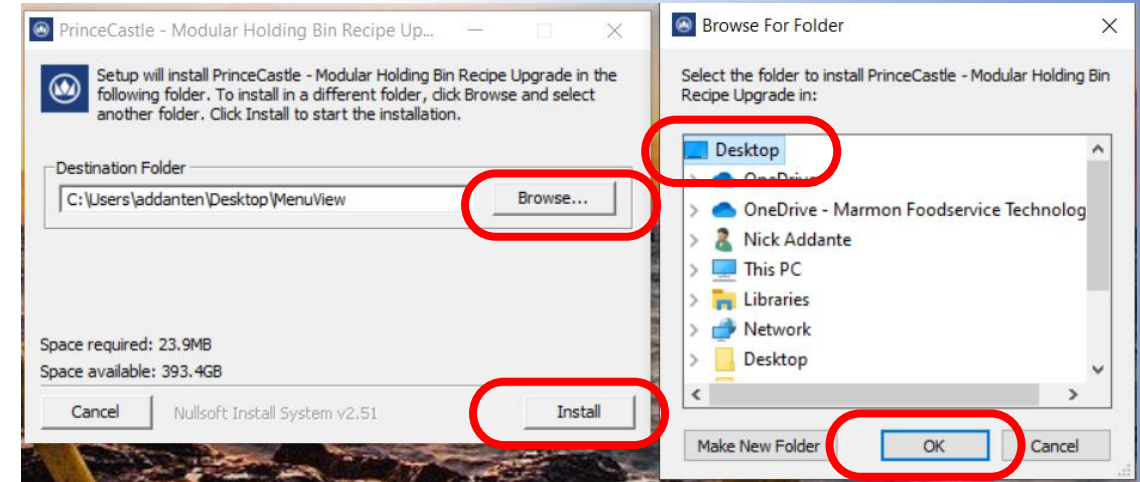 PrinceCastle - Modular Holding Bin Recipe Up...
Setup will install PrinceCastle - Modular Holding Bin Recipe Upgrade in the
following folder. To install in a different folder, click Browse and select
another folder. Click Install to start the installation.
Destination Folder
C:\Users\addanten\Desktop\MenuView
Browse...
Space required: 23.9MB
Space available: 393.4GB
Cancel
Nullsoft Install System v2.51
Install
Browse For Folder
Select the folder to install PrinceCastle - Modular Holding Bin
Recipe Upgrade in:
Desktop
OneDrive
OneDrive - Marmon Foodservice Technolog
Nick Addante
This PC
Libraries
Network
Desktop
Make New Folder
OK
Cancel